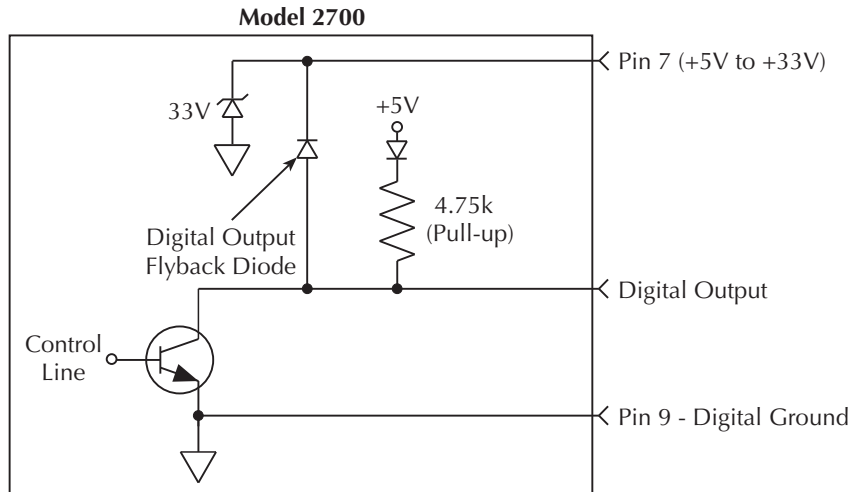 Model 2700
Pin 7 (+5V to +33V)
33V
+5V
4.75k
(Pull-up)
Digital Output
Flyback Diode
Digital Output
Control
Line
Pin 9 - Digital Ground